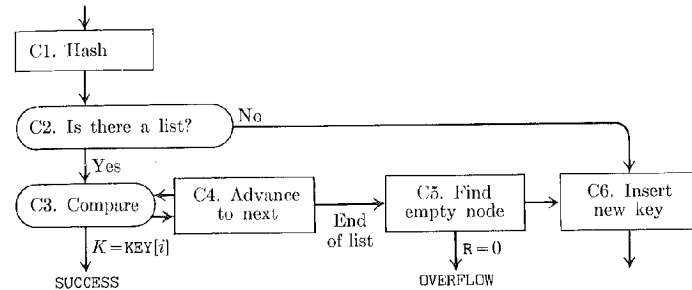 C1. Hash
C2. Is there a list?
No
Yes
C3. Compare
C4. Advance
to next
End
of list
C5. Find
empty node
C6. Insert
new key
K=KEY[i]
SUCCESS
R=0
OVERFLOW